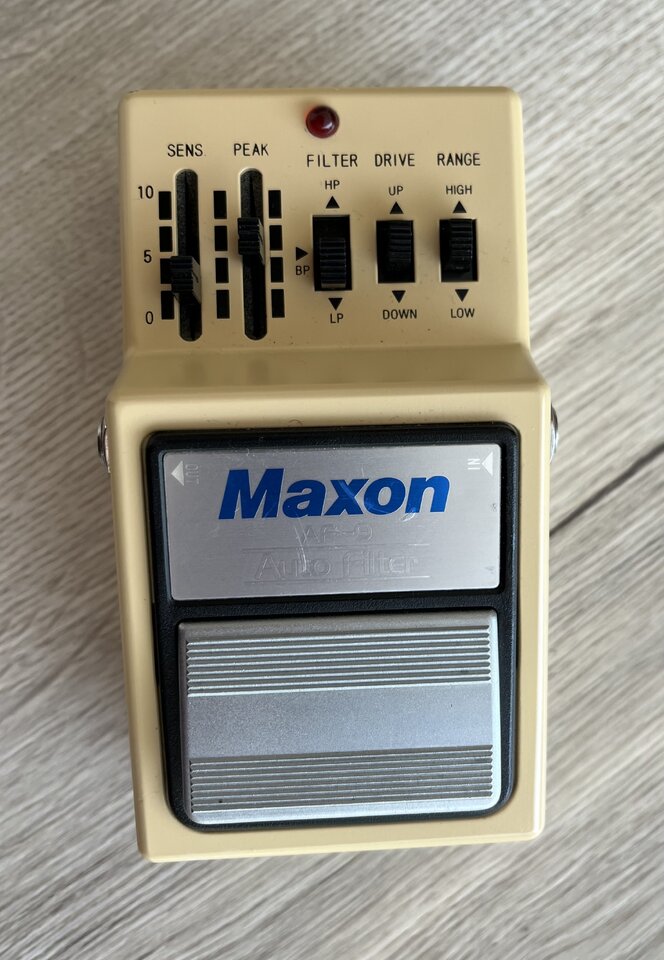 SENS PEAK FILTER DRIVE RANGE
HP UP HIGH
10
5
BP
0
LP DOWN LOW
OUT IN
Maxon
AF-9
Auto Filter